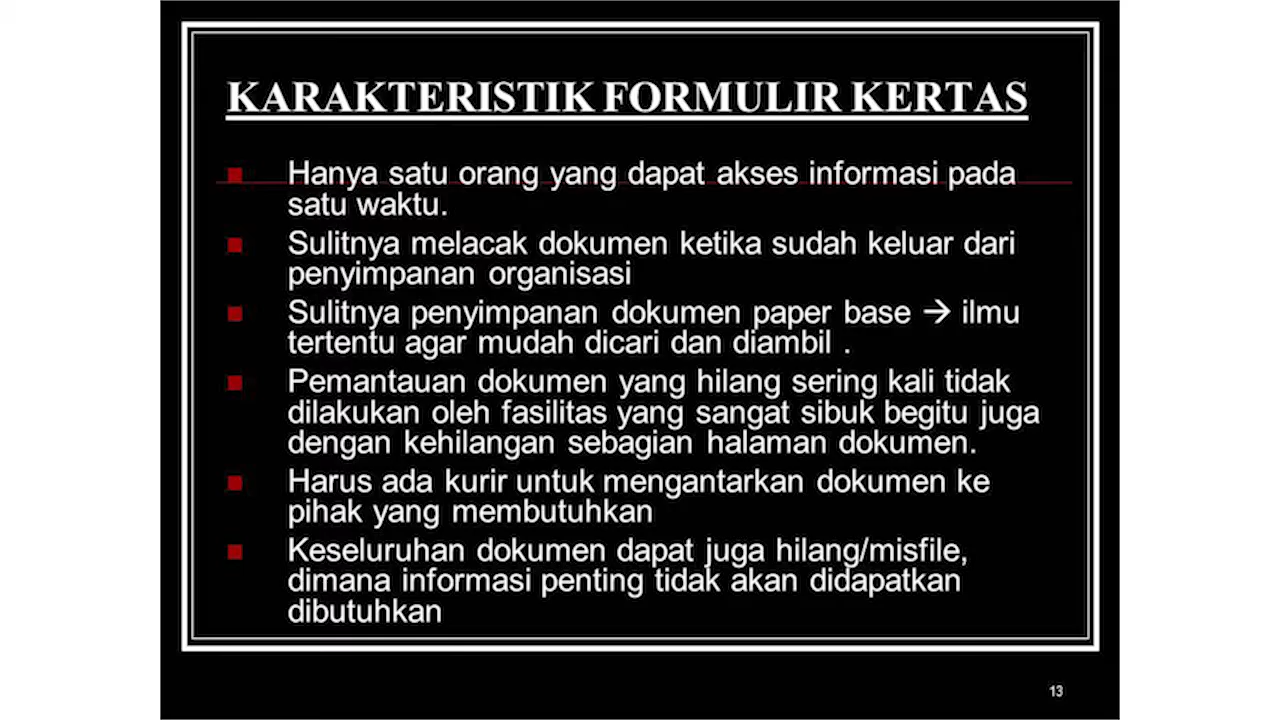 KARAKTERISTIK FORMULIR KERTAS
Hanya satu orang yang dapat akses informasi pada
satu waktu.
Sulitnya melacak dokumen ketika sudah keluar dari
penyimpanan organisasi
Sulitnya penyimpanan dokumen paper base → ilmu
tertentu agar mudah dicari dan diambil .
Pemantauan dokumen yang hilang sering kali tidak
dilakukan oleh fasilitas yang sangat sibuk begitu juga
dengan kehilangan sebagian halaman dokumen.
Harus ada kurir untuk mengantarkan dokumen ke
pihak yang membutuhkan
Keseluruhan dokumen dapat juga hilang/misfile,
dimana informasi penting tidak akan didapatkan
dibutuhkan
13